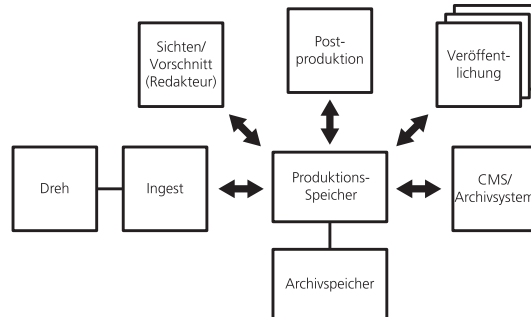 Sichten/
Vorschnitt
(Redakteur)
Post-
produktion
Veröffent-
lichung
Dreh
Ingest
Produktions-
Speicher
CMS/
Archivsystem
Archivspeicher